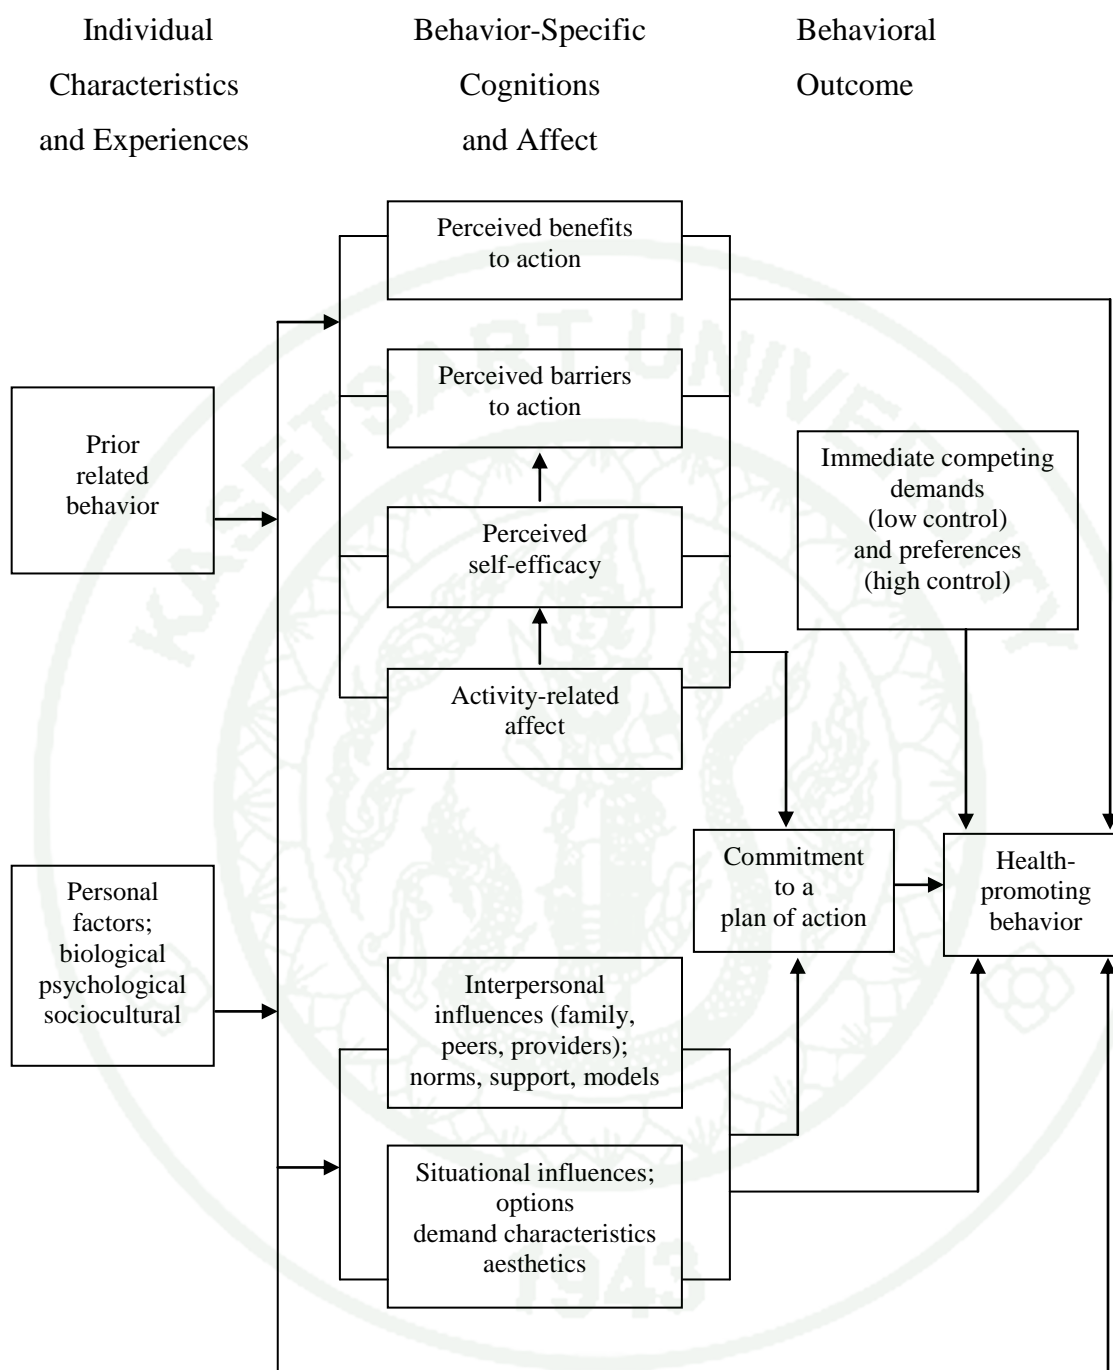 Individual
Characteristics
and Experiences
Behavior-Specific
Cognitions
and Affect
Behavioral
Outcome
Perceived benefits
to action
Perceived barriers
to action
Prior
related
behavior
Immediate competing
demands
(low control)
and preferences
(high control)
Perceived
self-efficacy
Activity-related
affect
Commitment
to a
plan of action
Health-
promoting
behavior
Personal
factors;
biological
psychological
sociocultural
Interpersonal
influences (family,
peers, providers);
norms, support, models
Situational influences;
options
demand characteristics
aesthetics
KASETSART UNIVERSITY
1943